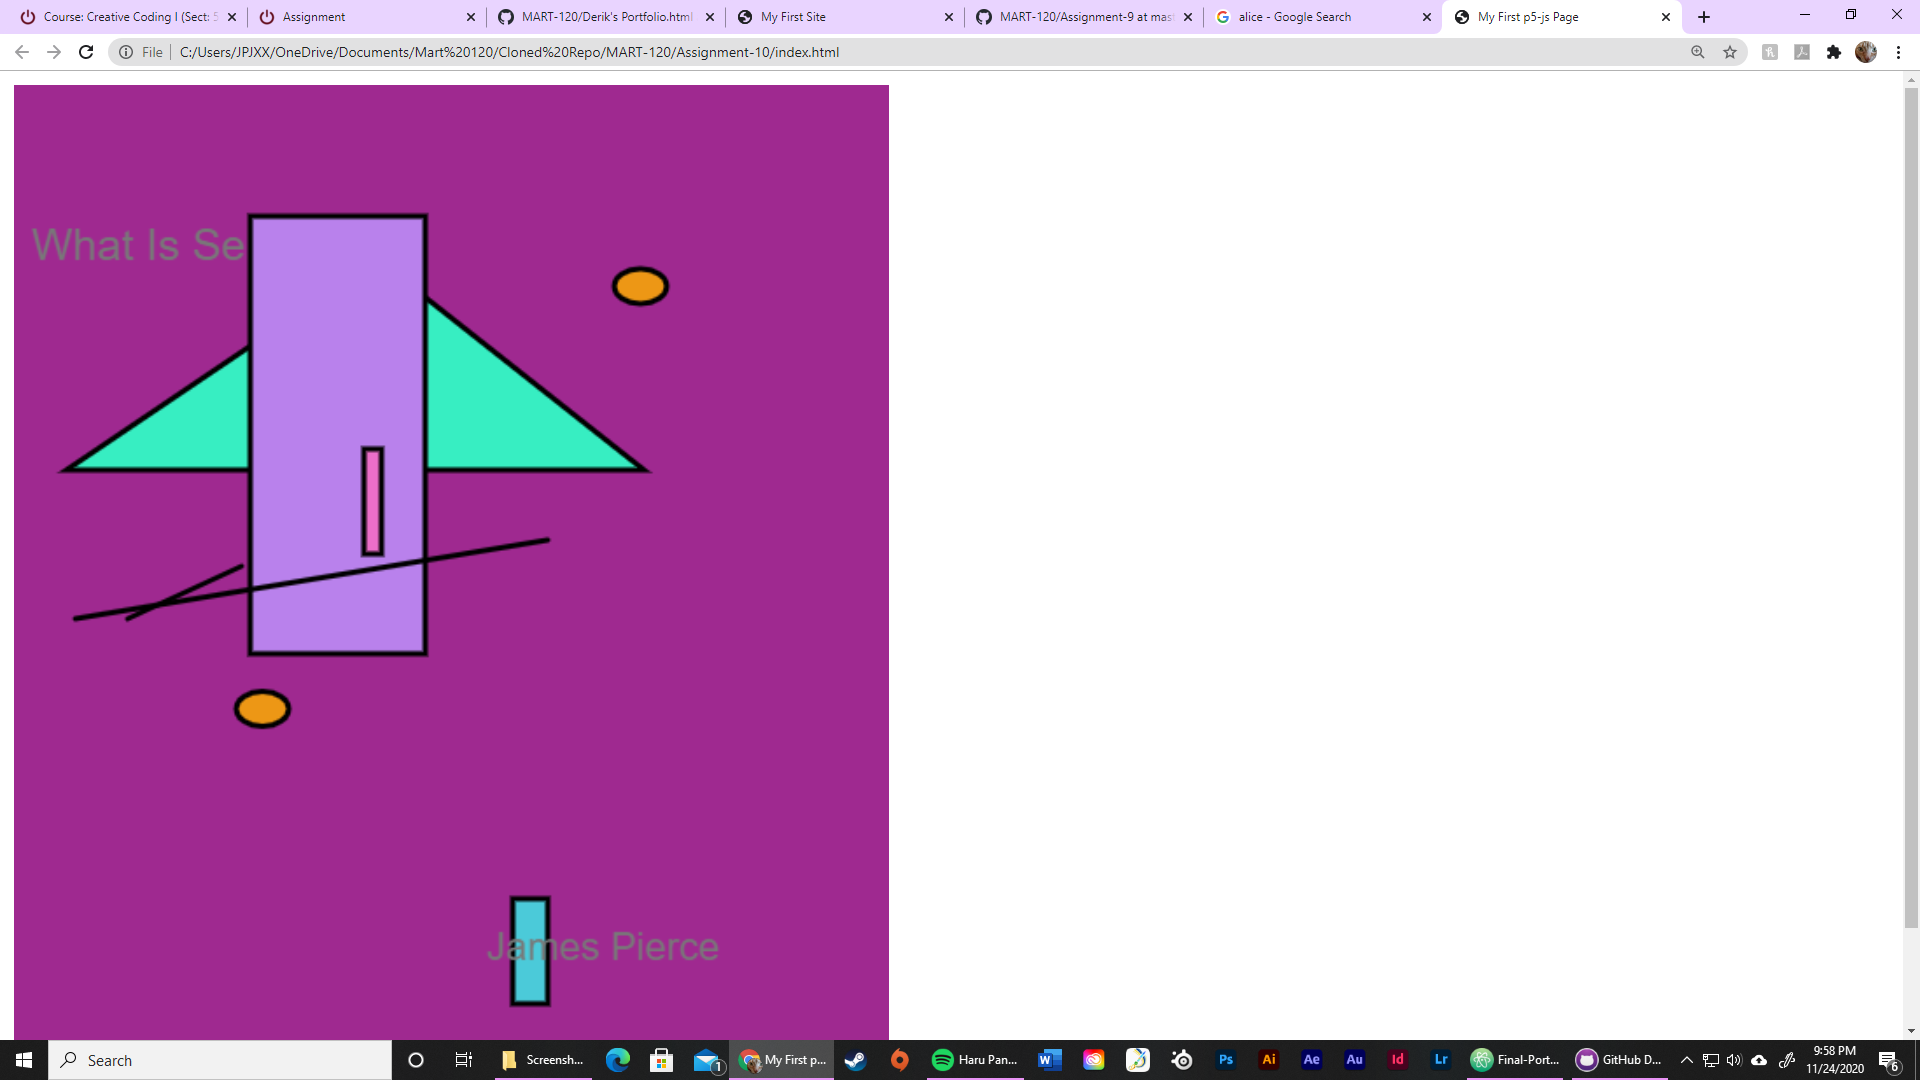 Course: Creative Coding I (Sect: 5
Assignment
MART-120/Derik's Portfolio.html
My First Site
MART-120/Assignment-9 at mast
alice - Google Search
My First p5-js Page
File
C:/Users/JPJXX/OneDrive/Documents/Mart%20120/Cloned%20Repo/MART-120/Assignment-10/index.html
What Is Se
James Pierce
Search
Screensh...
1
My First p...
Haru Pan...
W
Ps
Ai
Ae
Au
Id
Lr
Final-Port...
GitHub D...
9:58 PM
11/24/2020
6